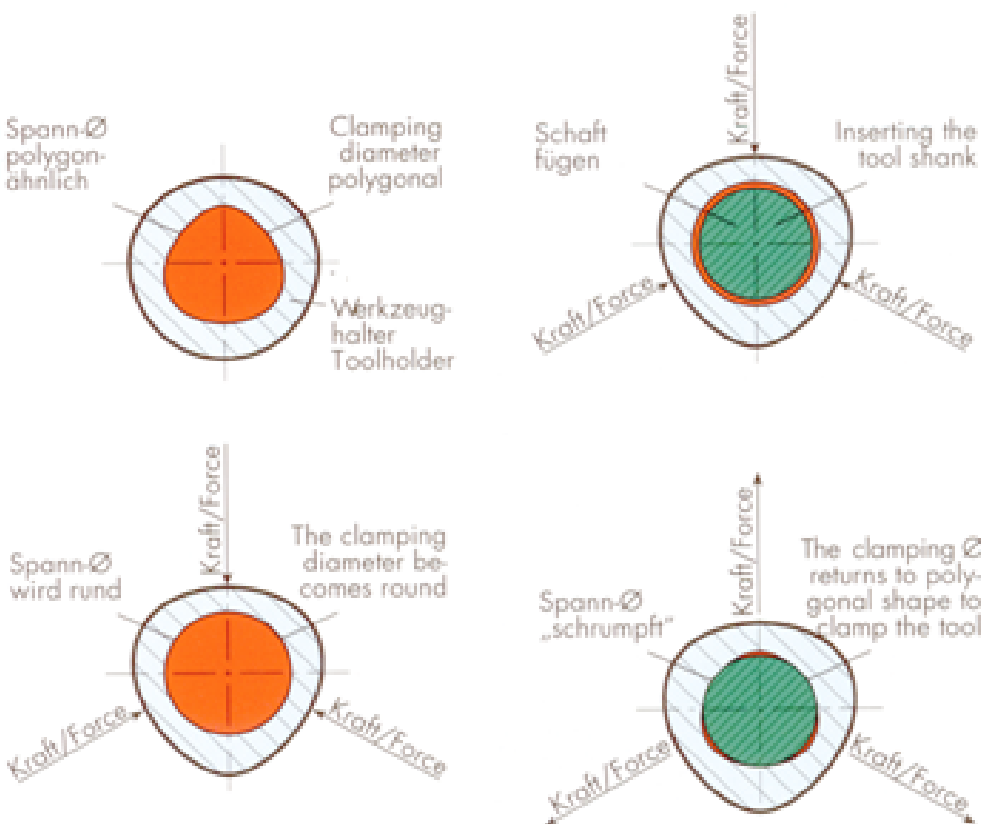 Spann-Ø
polygon-
ähnlich
Clamping
diameter
polygonal
Werkzeug-
halter
Toolholder
Kraft/Force
Schaft
fügen
Inserting the
tool shank
Kraft/Force
Kraft/Force
Kraft/Force
Spann-Ø
wird rund
The clamping
diameter be-
comes round
Kraft/Force
Kraft/Force
Kraft/Force
Spann-Ø
„schrumpft"
The clamping Ø
returns to poly-
gonal shape to
clamp the tool
Kraft/Force
Kraft/Force